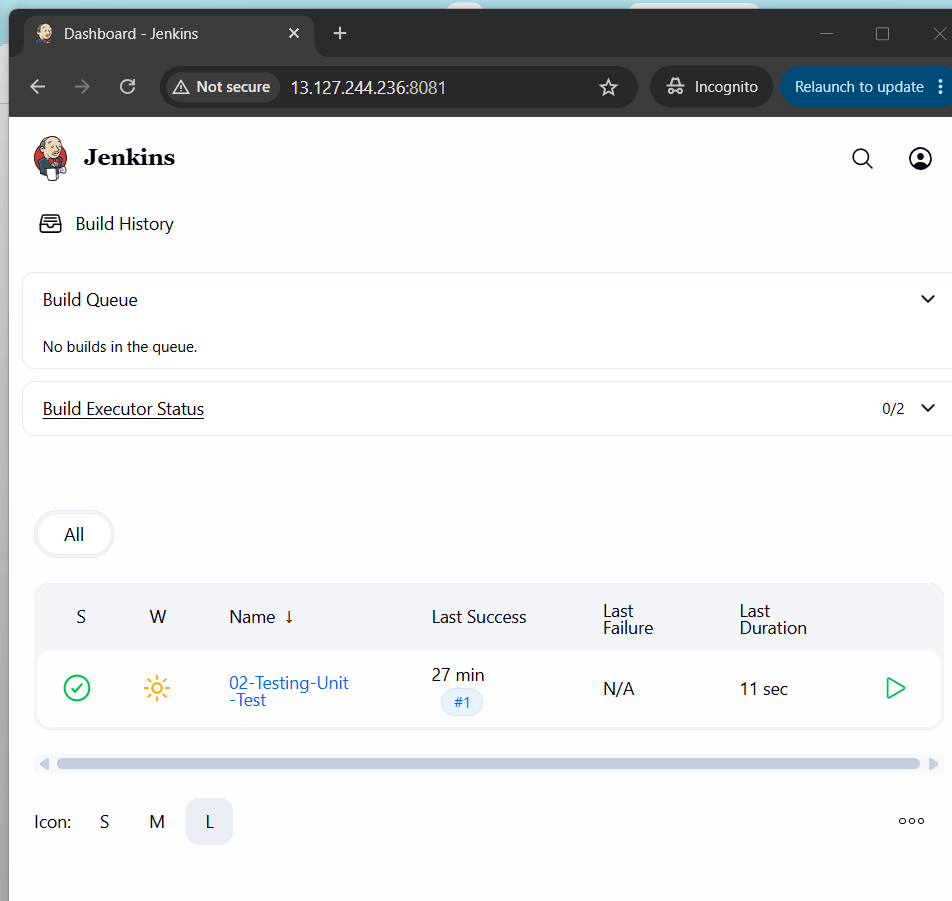 Dashboard - Jenkins
Not secure
13.127.244.236:8081
Incognito
Relaunch to update
Jenkins
Build History
Build Queue
No builds in the queue.
Build Executor Status
0/2
All
S
W
Name ↓
Last Success
Last
Failure
Last
Duration
02-Testing-Unit
-Test
27 min
#1
N/A
11 sec
Icon:
S
M
L